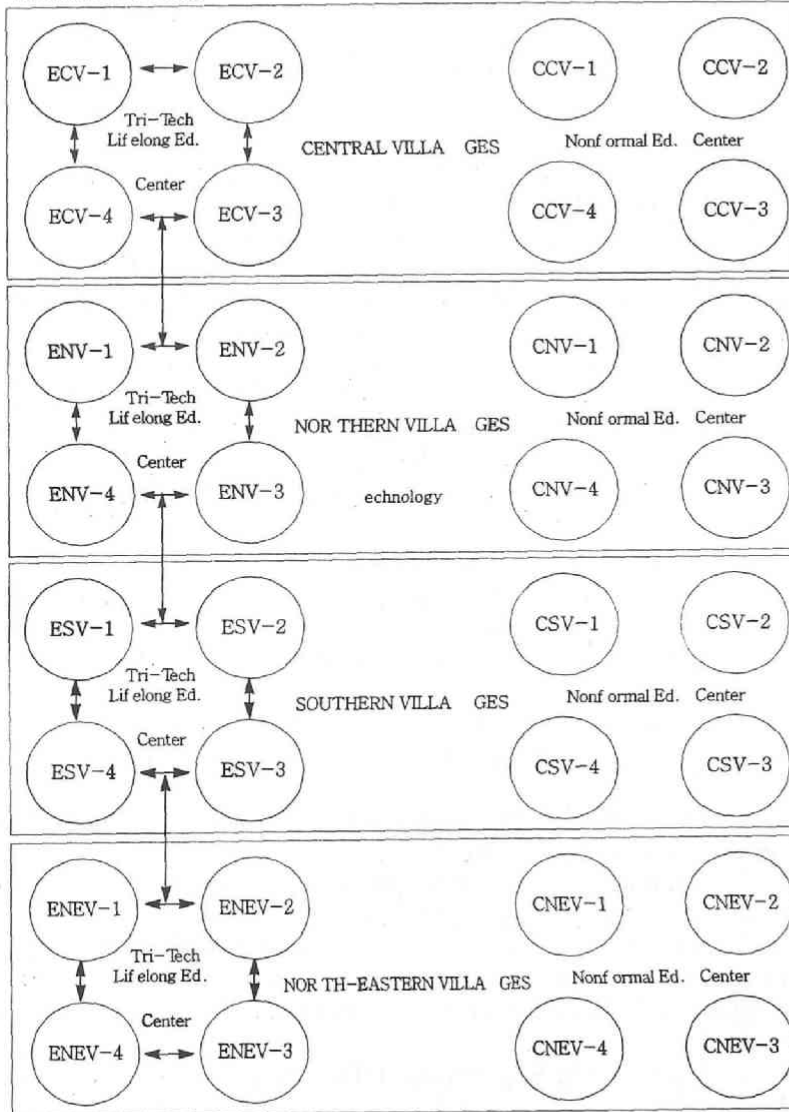 ECV-1 ECV-2 CCV-1 CCV-2
Tri-Tech
Lif elong Ed.
CENTRAL VILLA GES Nonf ormal Ed. Center
Center
ECV-4 ECV-3 CCV-4 CCV-3
ENV-1 ENV-2 CNV-1 CNV-2
Tri-Tech
Lif elong Ed.
NOR THERN VILLA GES Nonf ormal Ed. Center
Center
ENV-4 ENV-3 echnology CNV-4 CNV-3
ESV-1 ESV-2 CSV-1 CSV-2
Tri-Tech
Lif elong Ed.
SOUTHERN VILLA GES Nonf ormal Ed. Center
Center
ESV-4 ESV-3 CSV-4 CSV-3
ENEV-1 ENEV-2 CNEV-1 CNEV-2
Tri-Tech
Lif elong Ed.
NOR TH-EASTERN VILLA GES Nonf ormal Ed. Center
Center
ENEV-4 ENEV-3 CNEV-4 CNEV-3